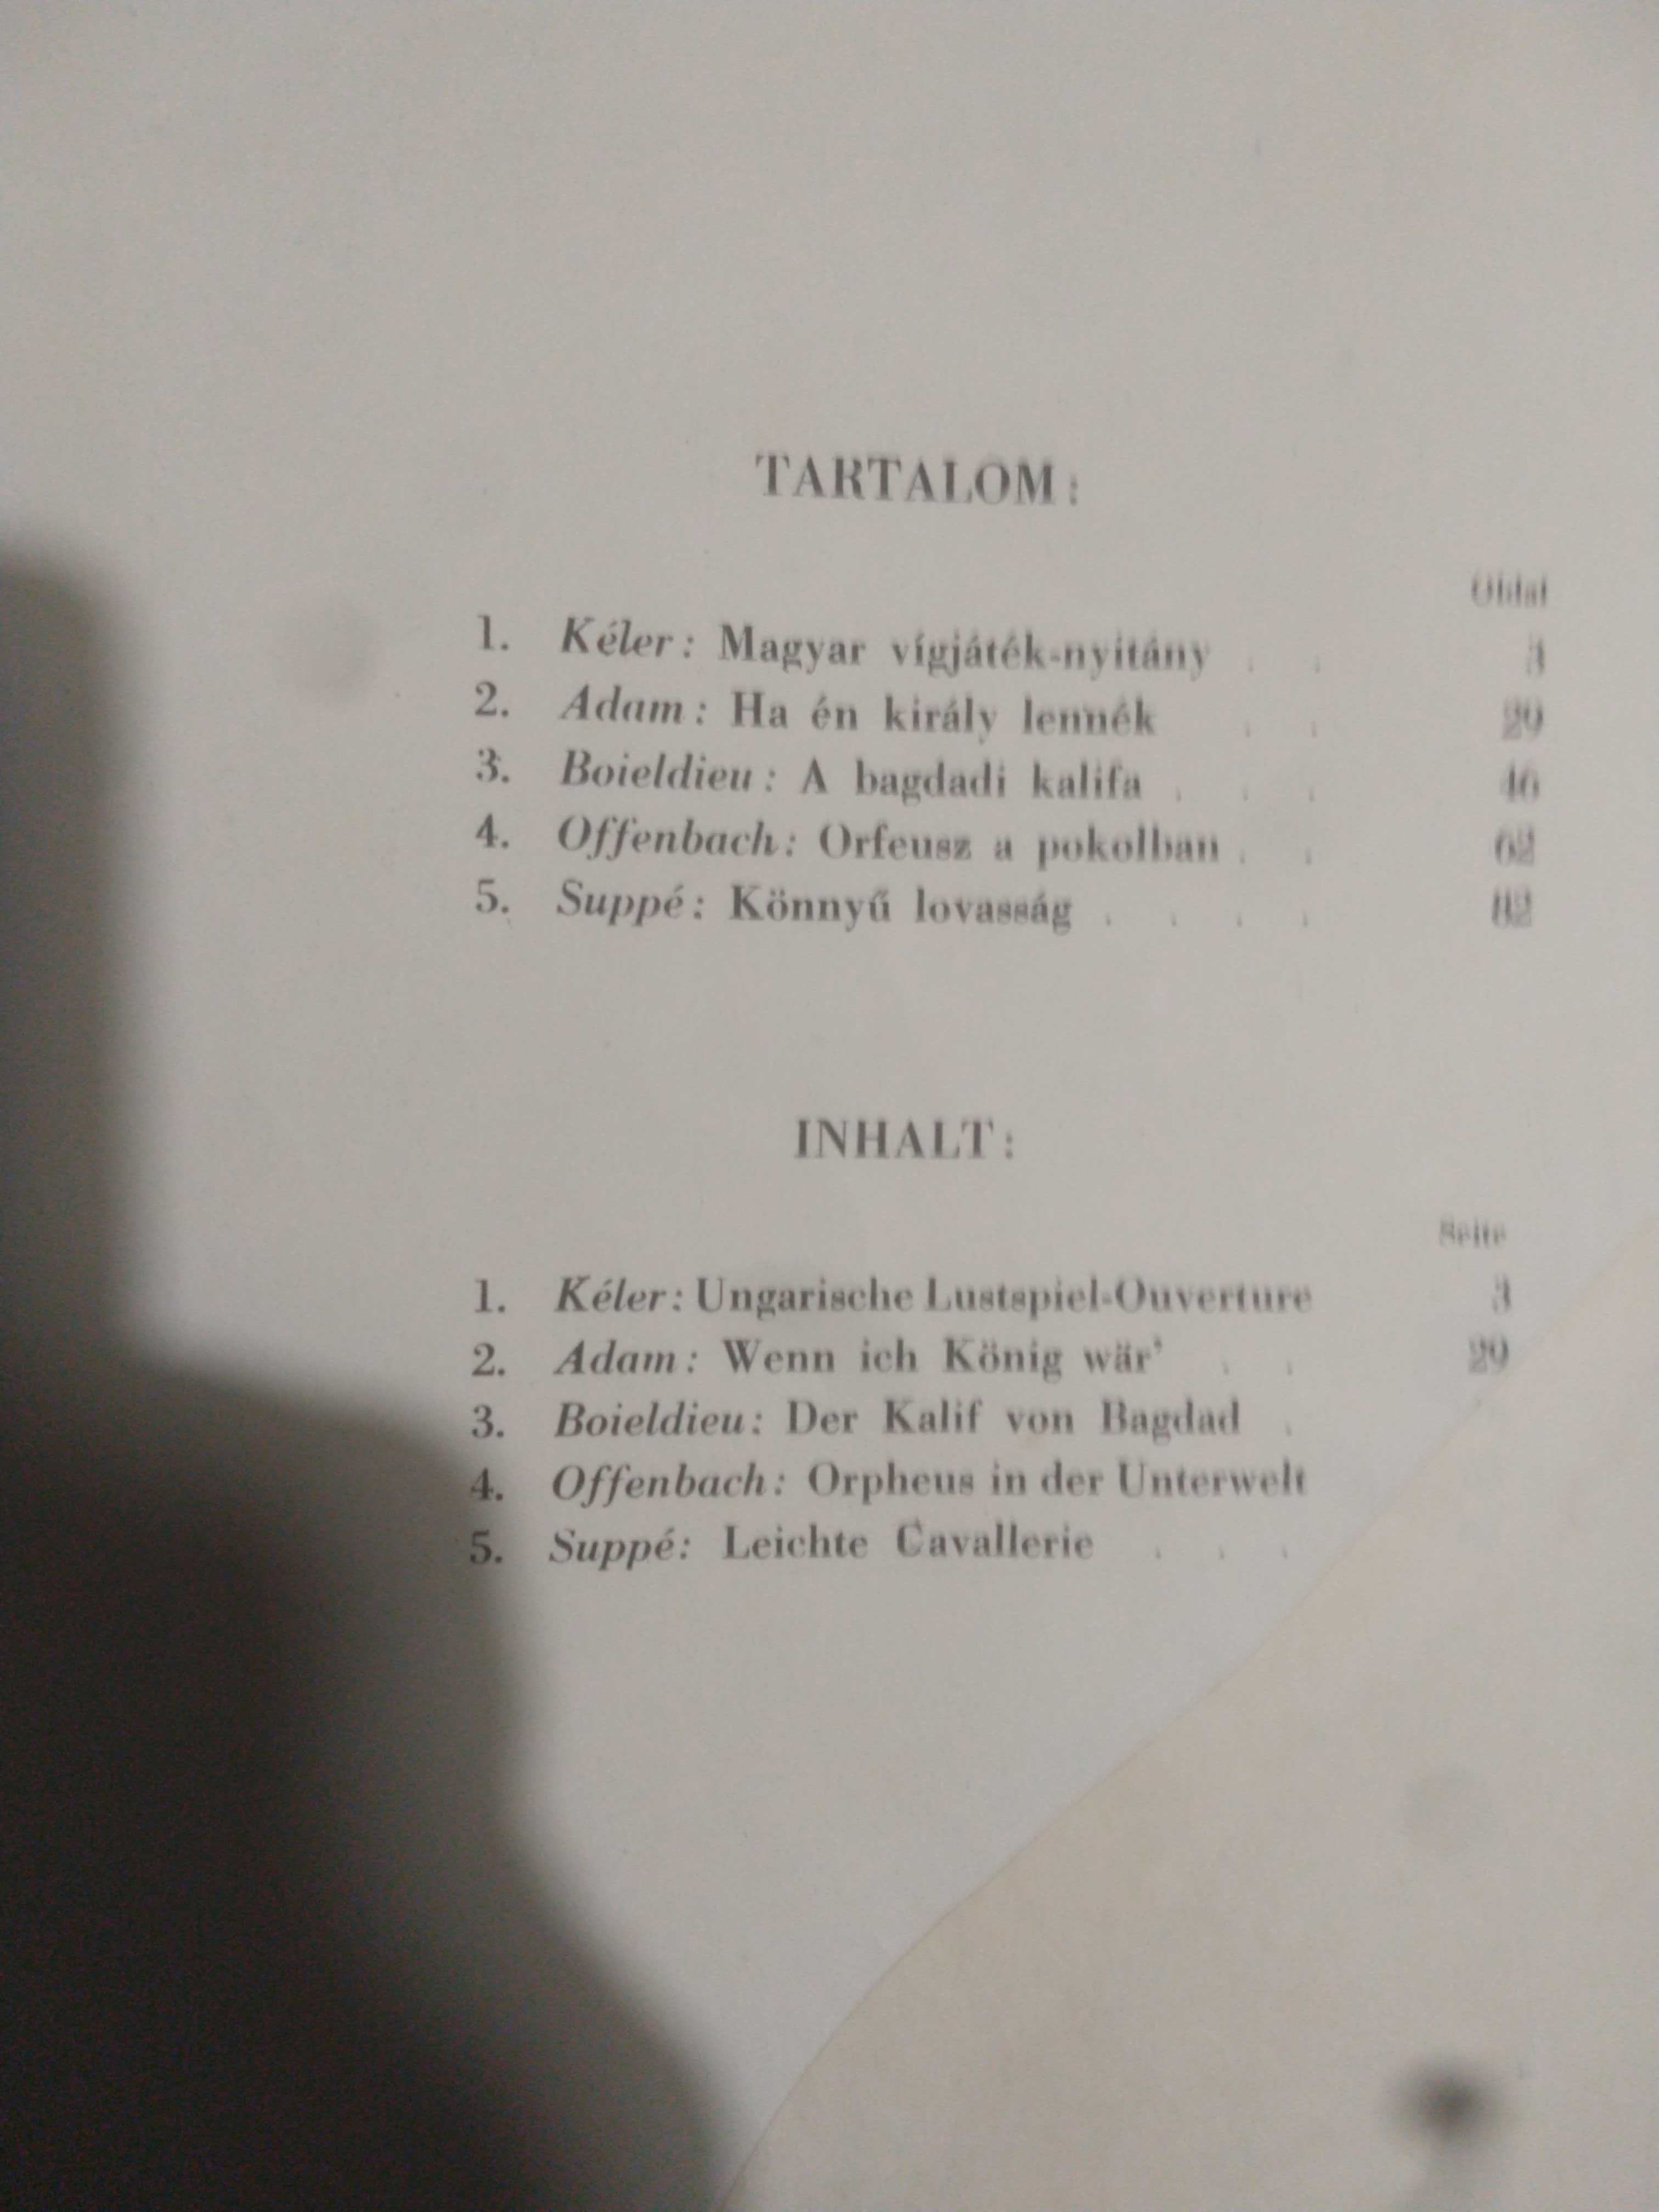 TARTALOM:
Oldal
1. Kéler: Magyar vígjáték-nyitány . . 3
2. Adam: Ha én király lennék . . 29
3. Boieldieu: A bagdadi kalifa . . . 46
4. Offenbach: Orfeusz a pokolban . . 62
5. Suppé: Könnyű lovasság . . . . 82
INHALT:
Seite
1. Kéler: Ungarische Lustspiel-Ouverture 3
2. Adam: Wenn ich König wär' . . 29
3. Boieldieu: Der Kalif von Bagdad .
4. Offenbach: Orpheus in der Unterwelt
5. Suppé: Leichte Cavallerie . . .